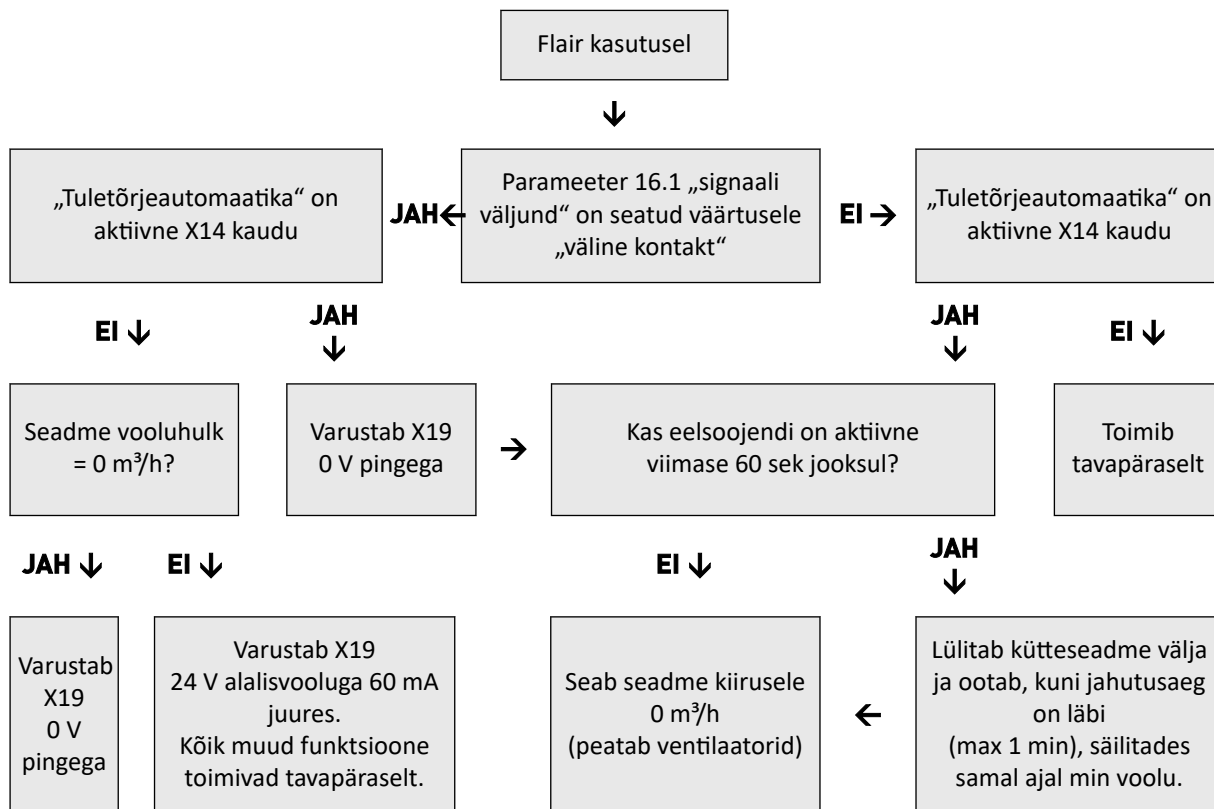 Flair kasutusel
↓
„Tuletõrjeautomaatika“ on
aktiivne X14 kaudu
JAH ←
Parameeter 16.1 „signaali
väljund“ on seatud väärtusele
„väline kontakt“
EI →
„Tuletõrjeautomaatika“ on
aktiivne X14 kaudu
EI ↓
JAH
↓
JAH
↓
EI ↓
Seadme vooluhulk
= 0 m³/h?
Varustab X19
0 V pingega
→
Kas eelsoojendi on aktiivne
viimase 60 sek jooksul?
Toimib
tavapäraselt
JAH ↓
EI ↓
EI ↓
JAH
↓
Varustab
X19
0 V
pingega
Varustab X19
24 V alalisvooluga 60 mA
juures.
Kõik muud funktsioone
toimivad tavapäraselt.
Seab seadme kiirusele
0 m³/h
(peatab ventilaatorid)
←
Lülitab kütteseadme välja
ja ootab, kuni jahutusaeg
on läbi
(max 1 min), säilitades
samal ajal min voolu.